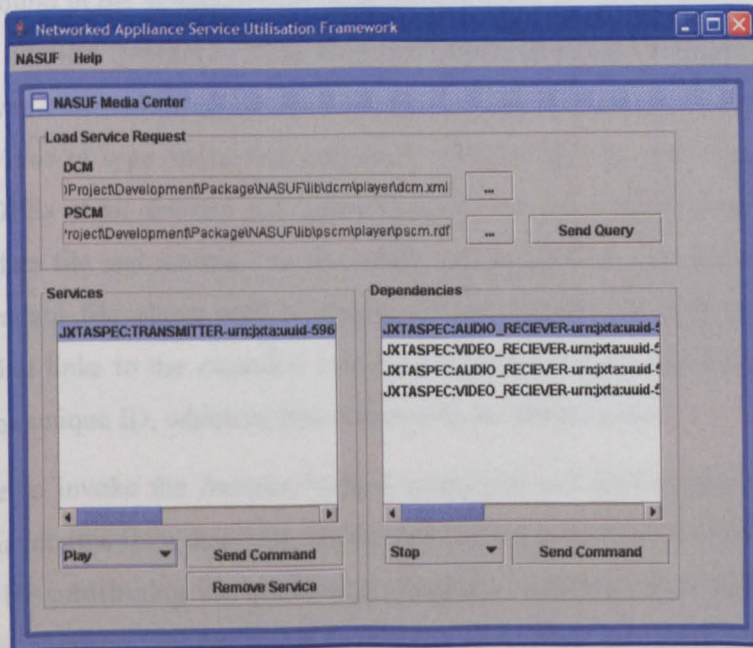 Networked Appliance Service Utilisation Framework
NASUF Help
NASUF Media Center
Load Service Request
DCM
)Project\Development\Package\NASUF\lib\dcm\player\dcm.xml ...
PSCM
'roject\Development\Package\NASUF\lib\pscm\player\pscm.rdf ... Send Query
Services
JXTASPEC:TRANSMITTER-urn:jxta:uuid-596
Dependencies
JXTASPEC:AUDIO_RECIEVER-urn:jxta:uuid-5
JXTASPEC:VIDEO_RECIEVER-urn:jxta:uuid-5
JXTASPEC:AUDIO_RECIEVER-urn:jxta:uuid-5
JXTASPEC:VIDEO_RECIEVER-urn:jxta:uuid-5
Play Send Command
Remove Service
Stop Send Command